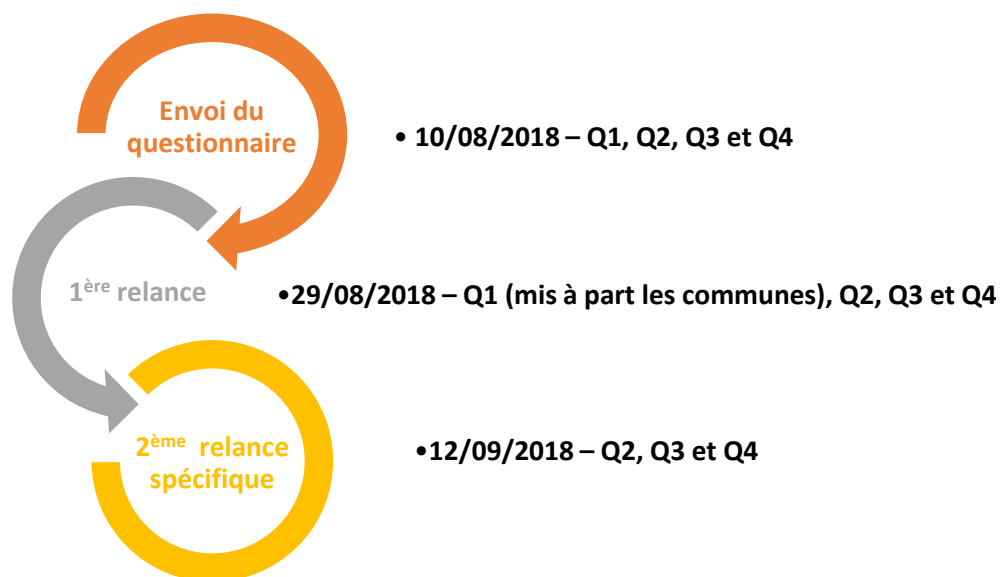 Envoi du
questionnaire
• 10/08/2018 – Q1, Q2, Q3 et Q4
1ère relance
•29/08/2018 – Q1 (mis à part les communes), Q2, Q3 et Q4
2ème relance
spécifique
•12/09/2018 – Q2, Q3 et Q4